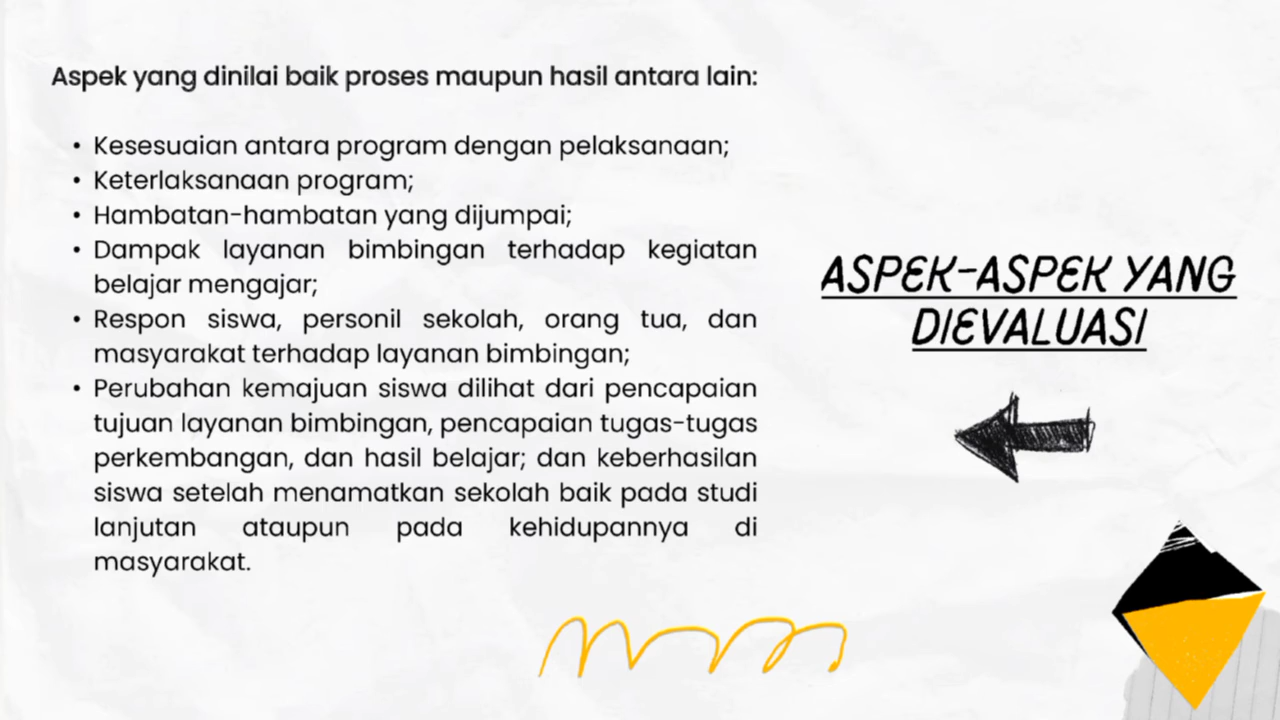 Aspek yang dinilai baik proses maupun hasil antara lain:
• Kesesuaian antara program dengan pelaksanaan;
• Keterlaksanaan program;
• Hambatan-hambatan yang dijumpai;
• Dampak layanan bimbingan terhadap kegiatan
belajar mengajar;
• Respon siswa, personil sekolah, orang tua, dan
masyarakat terhadap layanan bimbingan;
• Perubahan kemajuan siswa dilihat dari pencapaian
tujuan layanan bimbingan, pencapaian tugas-tugas
perkembangan, dan hasil belajar; dan keberhasilan
siswa setelah menamatkan sekolah baik pada studi
lanjutan ataupun pada kehidupannya di
masyarakat.
ASPEK-ASPEK YANG
DIEVALUASI